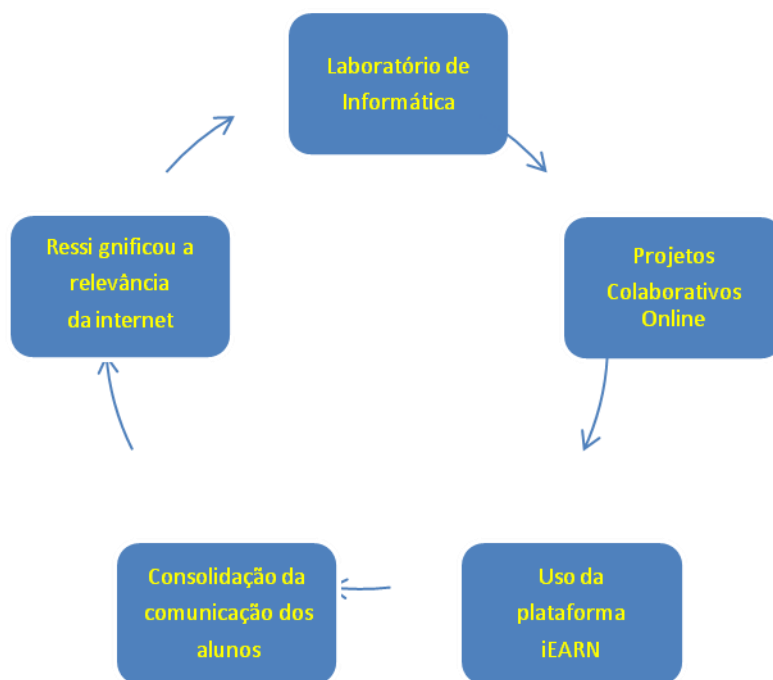 Laboratório de
Informática
Projetos
Colaborativos
Online
Uso da
plataforma
iEARN
Consolidação da
comunicação dos
alunos
Ressi gnificou a
relevância
da internet